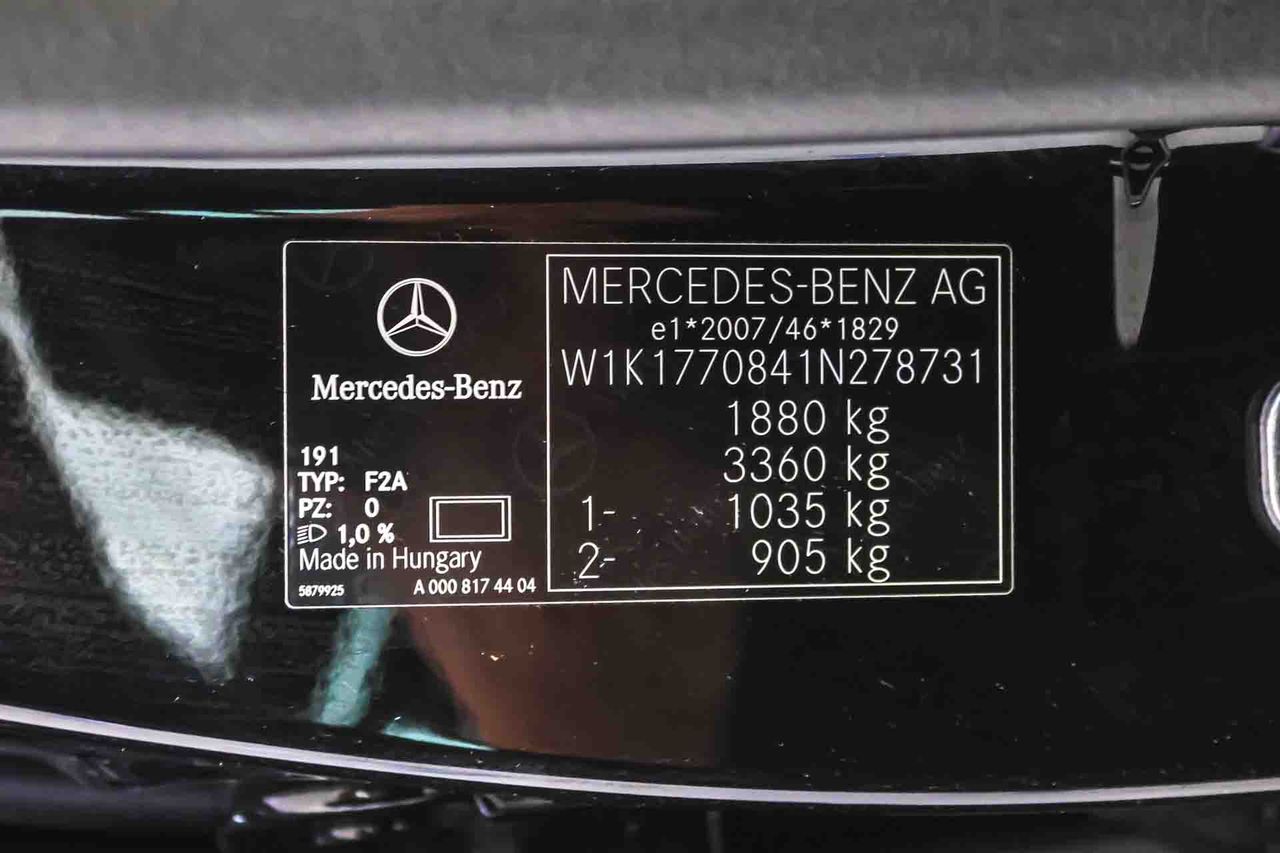 Mercedes-Benz
191
TYP: F2A
PZ: 0
1,0 %
Made in Hungary
5879925
A 000 817 44 04
MERCEDES-BENZ AG
e1*2007/46*1829
W1K1770841N278731
1880 kg
3360 kg
1- 1035 kg
2- 905 kg